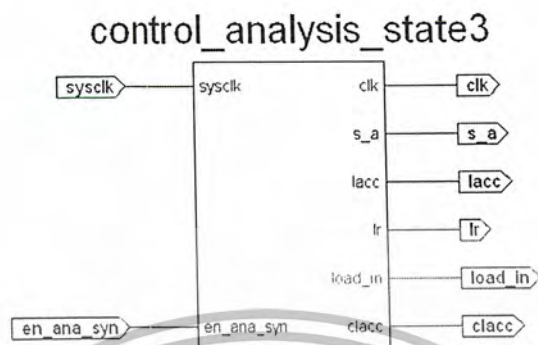 control_analysis_state3
sysclk sysclk clk clk
s_a s_a
lacc lacc
lr lr
load_in load_in
en_ana_syn en_ana_syn clacc clacc